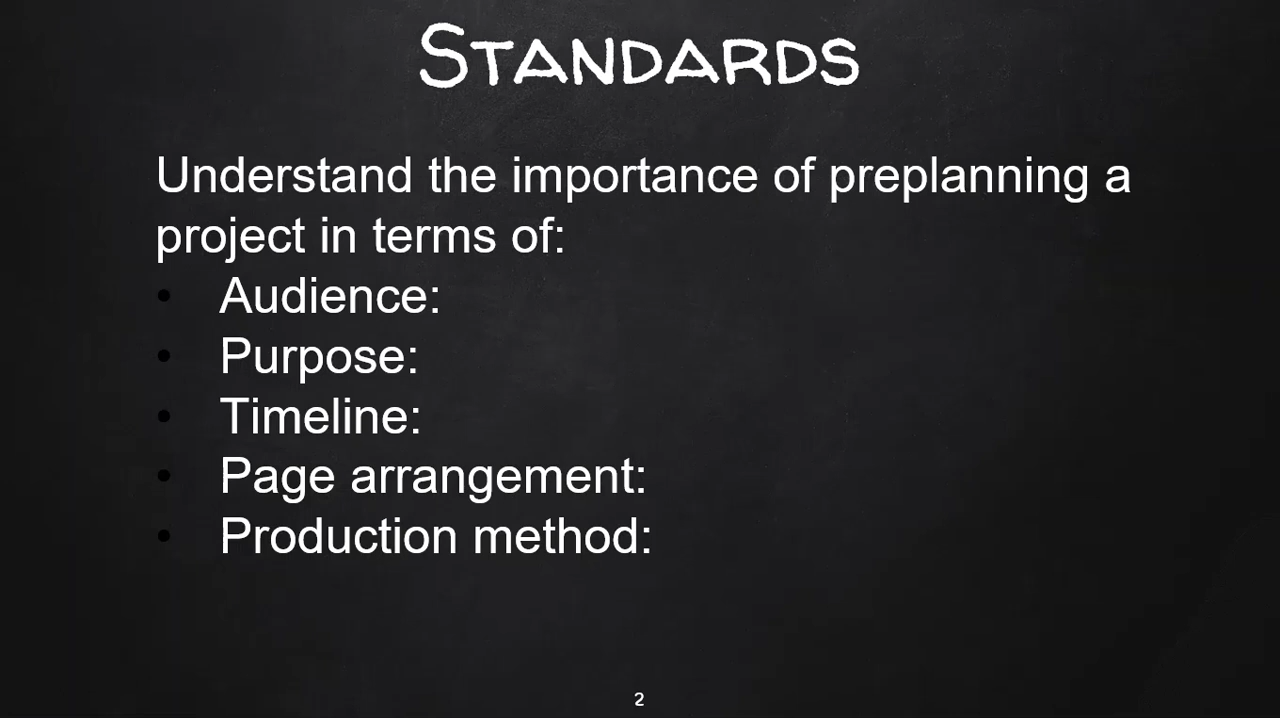 STANDARDS
Understand the importance of preplanning a
project in terms of:
• Audience:
• Purpose:
• Timeline:
• Page arrangement:
• Production method:
2